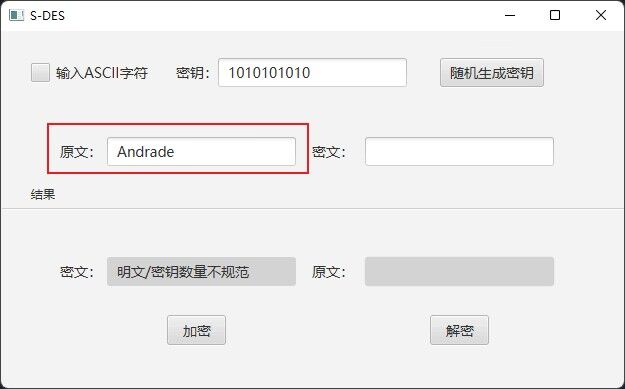 S-DES
输入ASCII字符 密钥： 1010101010 随机生成密钥
原文： Andrade 密文：
结果
密文： 明文/密钥数量不规范 原文：
加密 解密